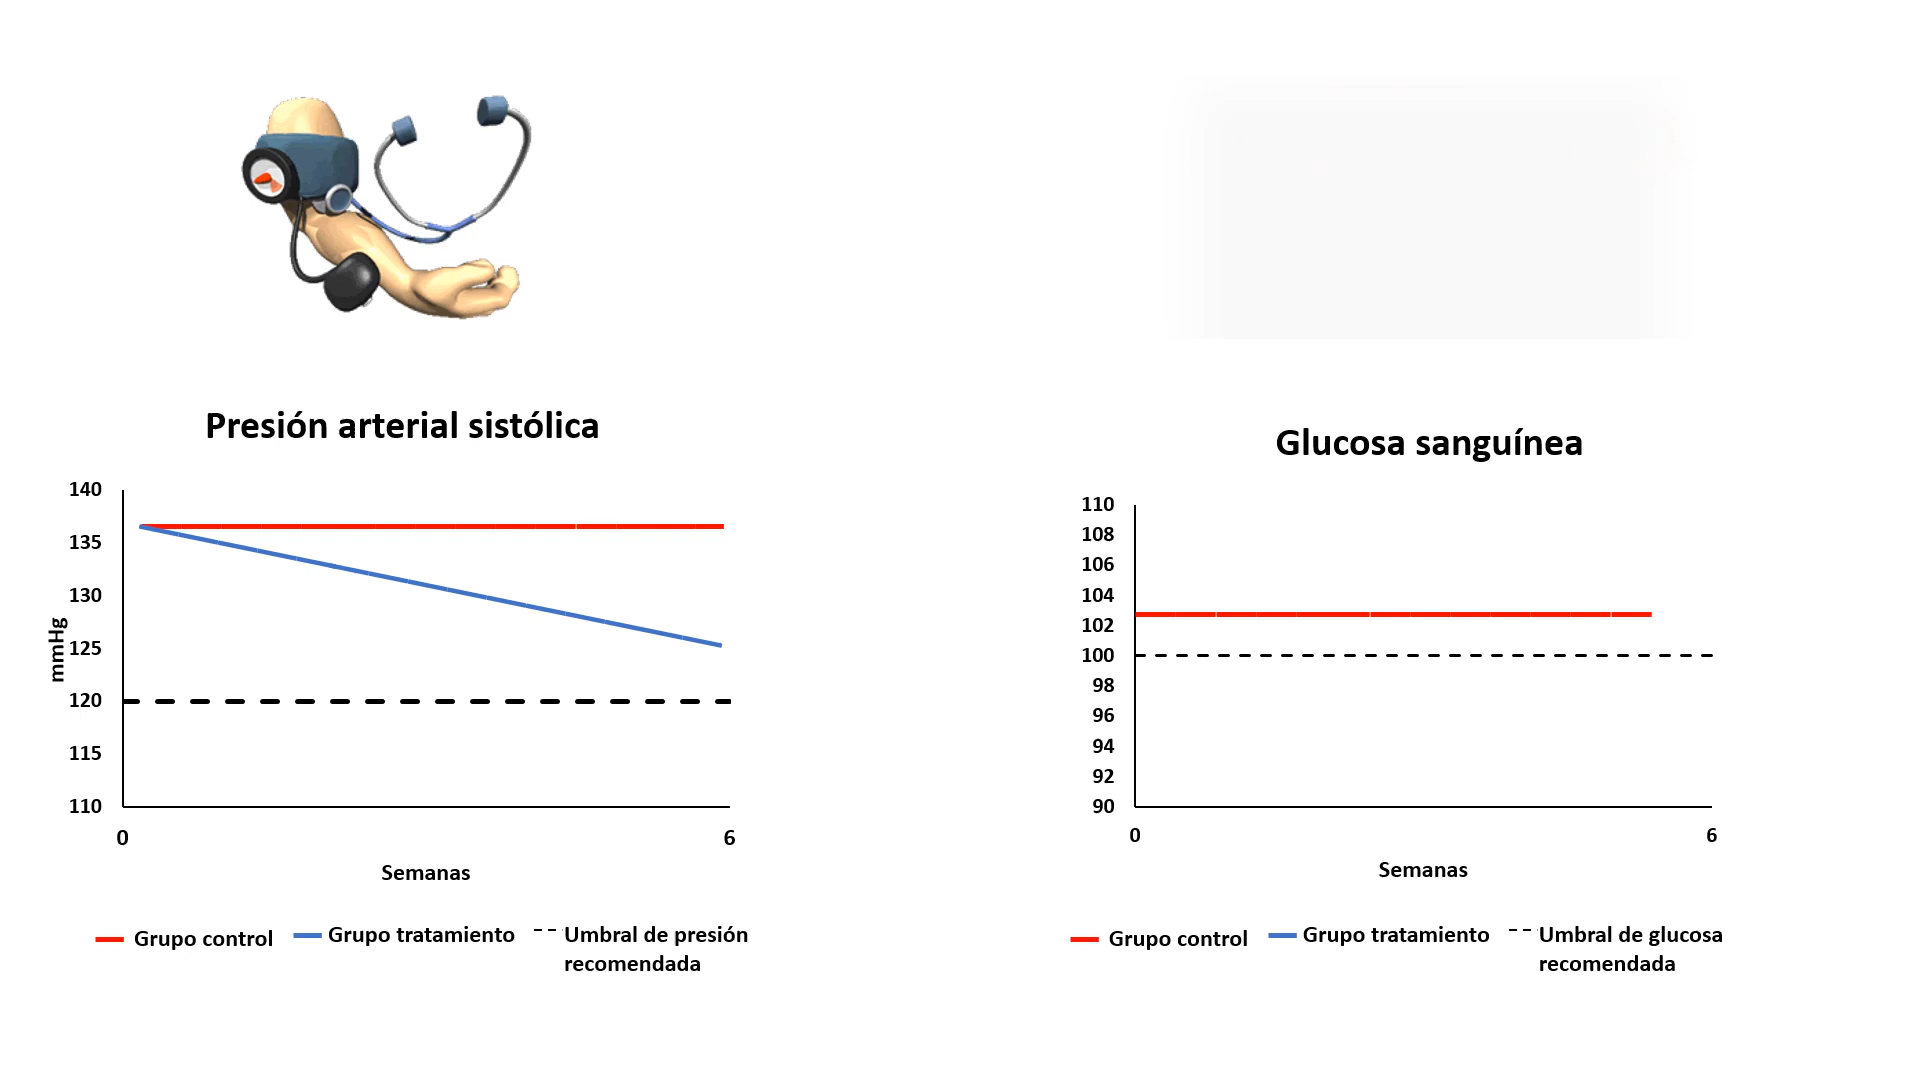 Presión arterial sistólica
140
135
130
125
120
115
110
mmHg
0
6
Semanas
Grupo control
Grupo tratamiento
Umbral de presión
recomendada
Glucosa sanguínea
110
108
106
104
102
100
98
96
94
92
90
0
6
Semanas
Grupo control
Grupo tratamiento
Umbral de glucosa
recomendada